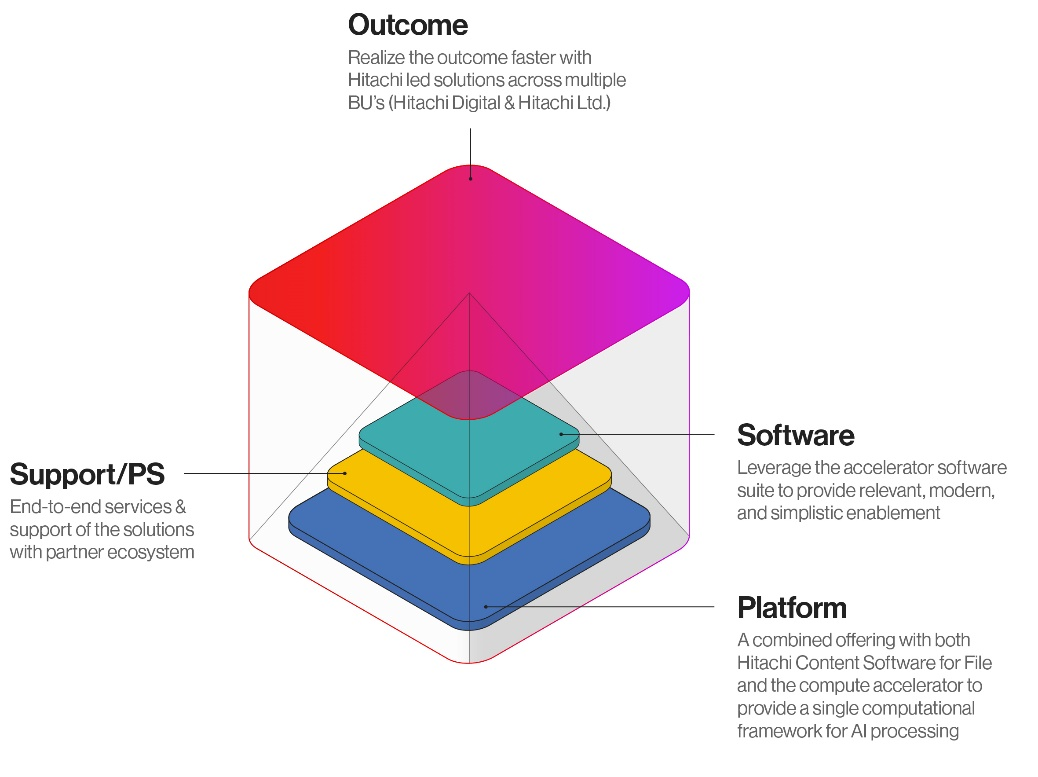 Outcome
Realize the outcome faster with
Hitachi led solutions across multiple
BU's (Hitachi Digital & Hitachi Ltd.)
Software
Leverage the accelerator software
suite to provide relevant, modern,
and simplistic enablement
Support/PS
End-to-end services &
support of the solutions
with partner ecosystem
Platform
A combined offering with both
Hitachi Content Software for File
and the compute accelerator to
provide a single computational
framework for AI processing